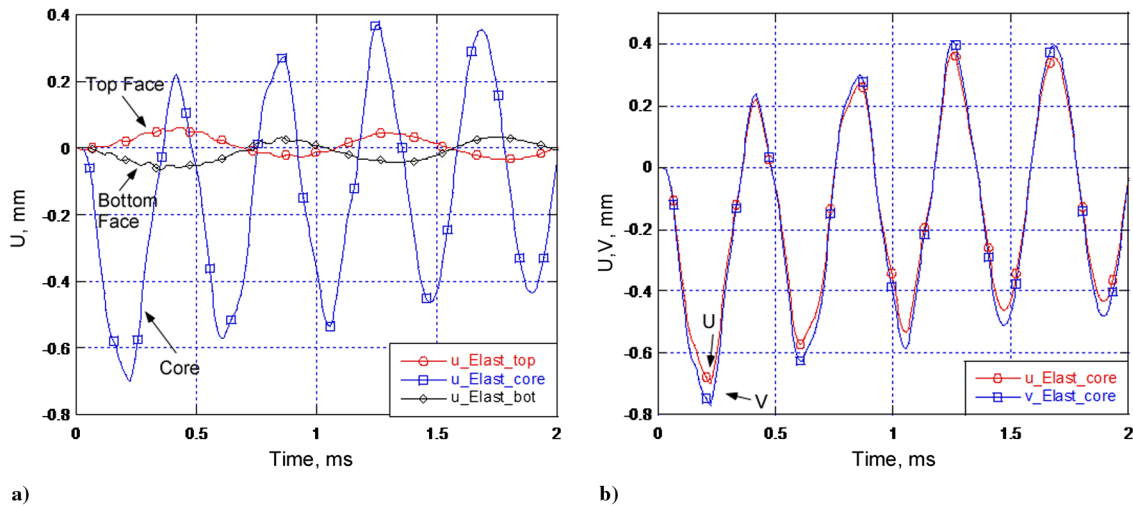 0.4
0.2
0
-0.2
-0.4
-0.6
-0.8
U, mm
Top Face
Bottom
Face
Core
u_Elast_top
u_Elast_core
u_Elast_bot
0 0.5 1 1.5 2
Time, ms
a)
0.4
0.2
0
-0.2
-0.4
-0.6
-0.8
U,V, mm
U
V
u_Elast_core
v_Elast_core
0 0.5 1 1.5 2
Time, ms
b)